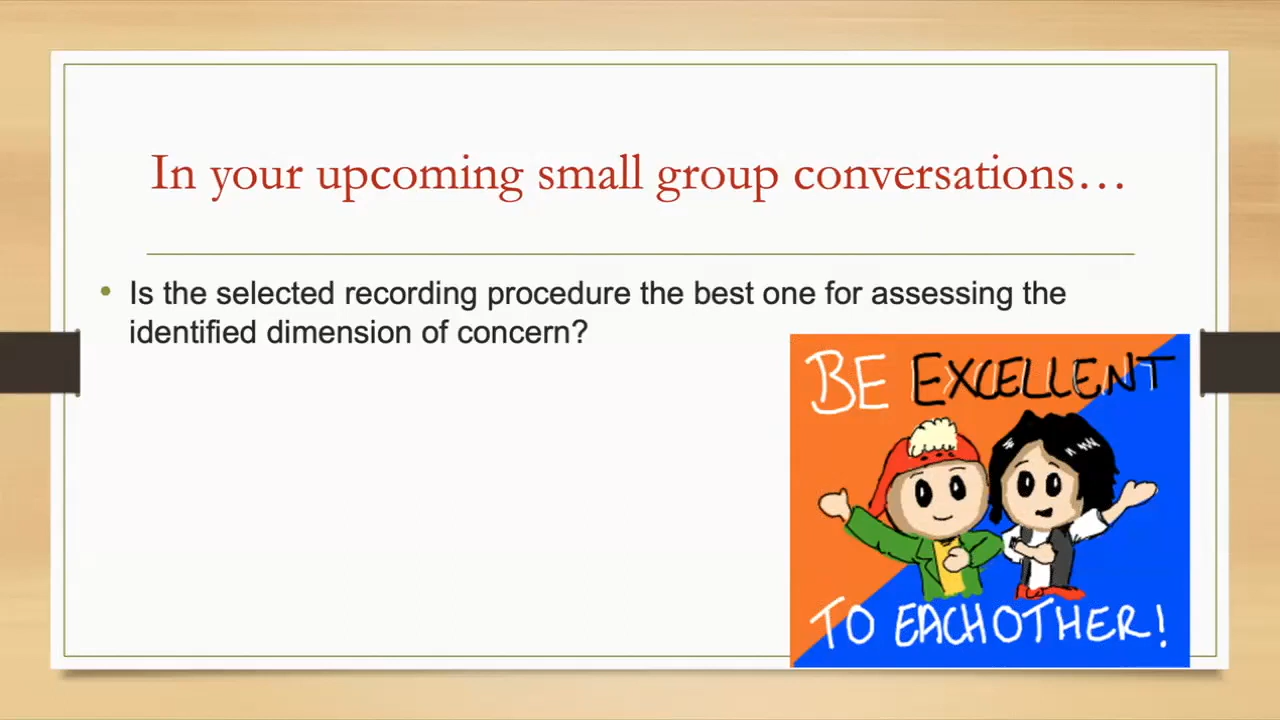 In your upcoming small group conversations…
• Is the selected recording procedure the best one for assessing the
identified dimension of concern?
BE EXCELLENT
TO EACHOTHER!